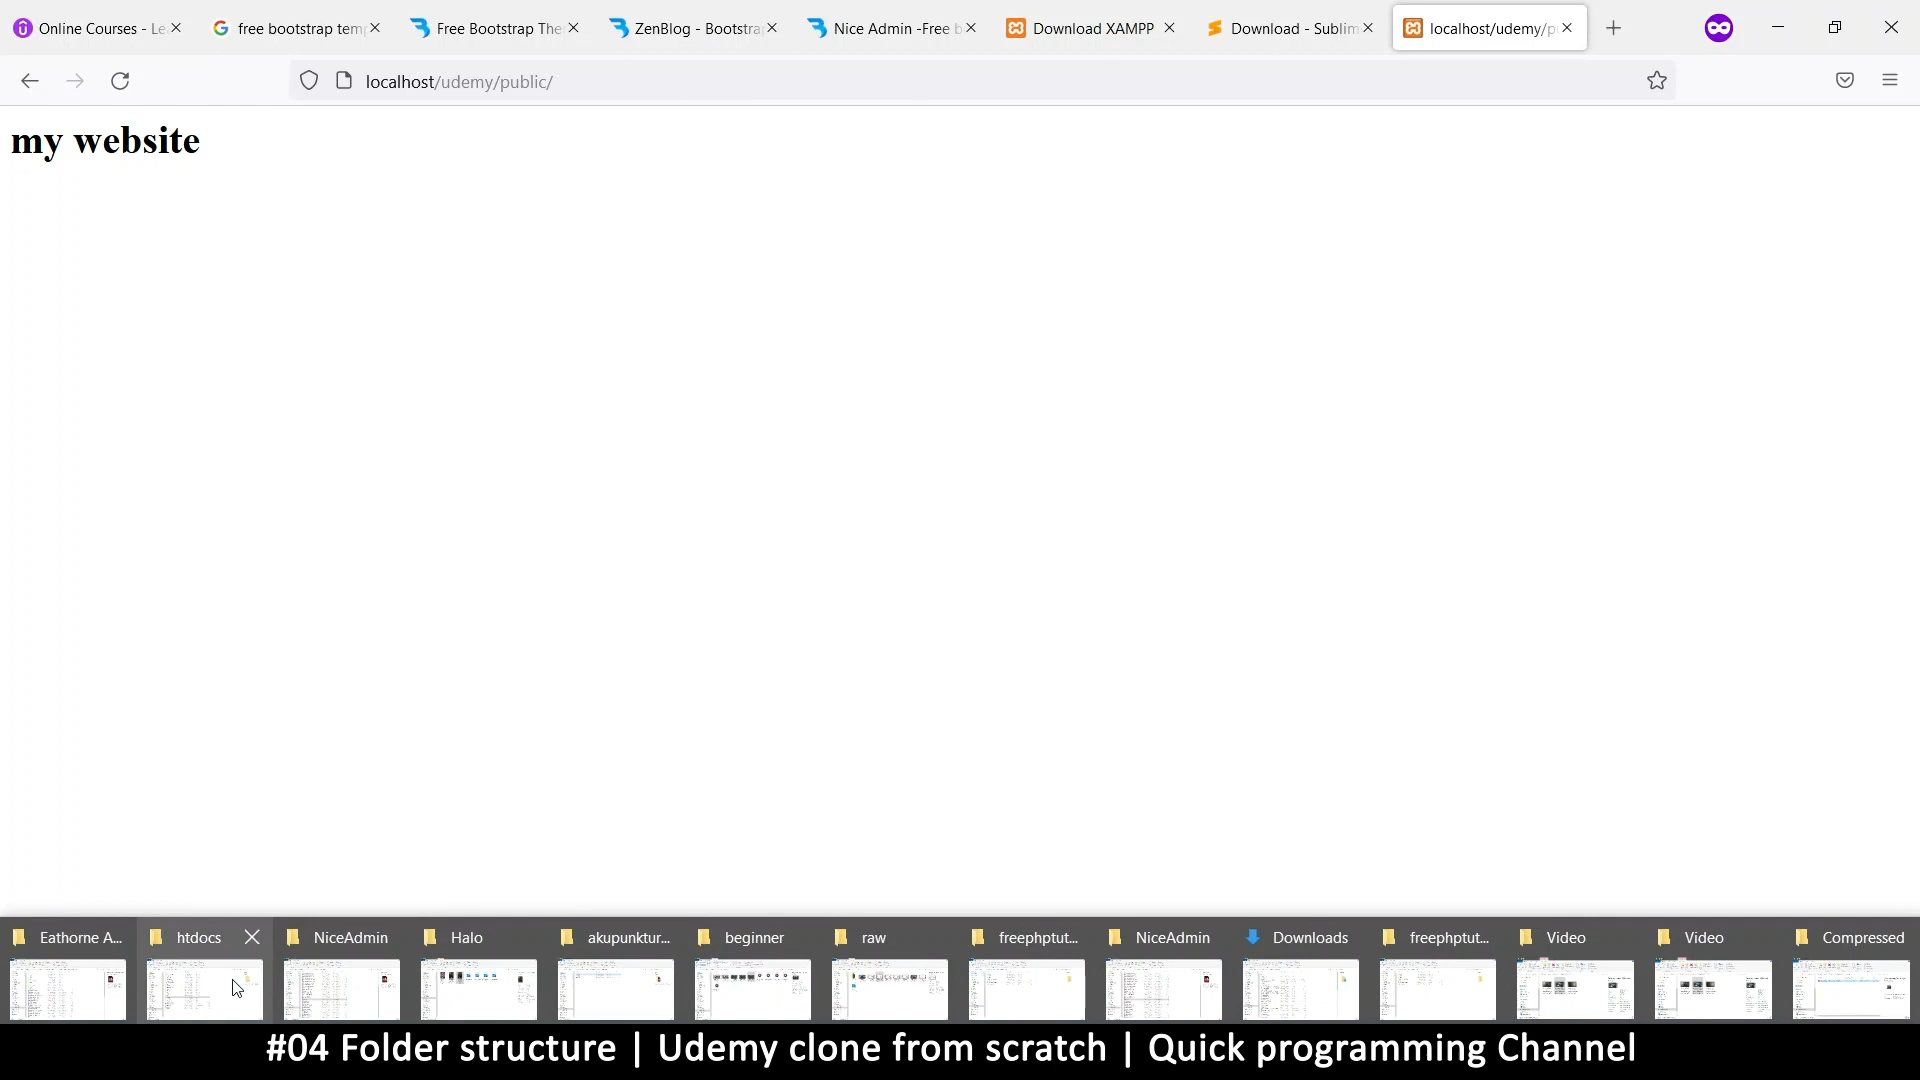 Online Courses - Le
free bootstrap temp
Free Bootstrap The
ZenBlog - Bootstra
Nice Admin -Free b
Download XAMPP
Download - Sublim
localhost/udemy/p
localhost/udemy/public/
my website
Eathorne A...
htdocs
NiceAdmin
Halo
akupunktur...
beginner
raw
freephptut...
NiceAdmin
Downloads
freephptut...
Video
Video
Compressed
#04 Folder structure | Udemy clone from scratch | Quick programming Channel